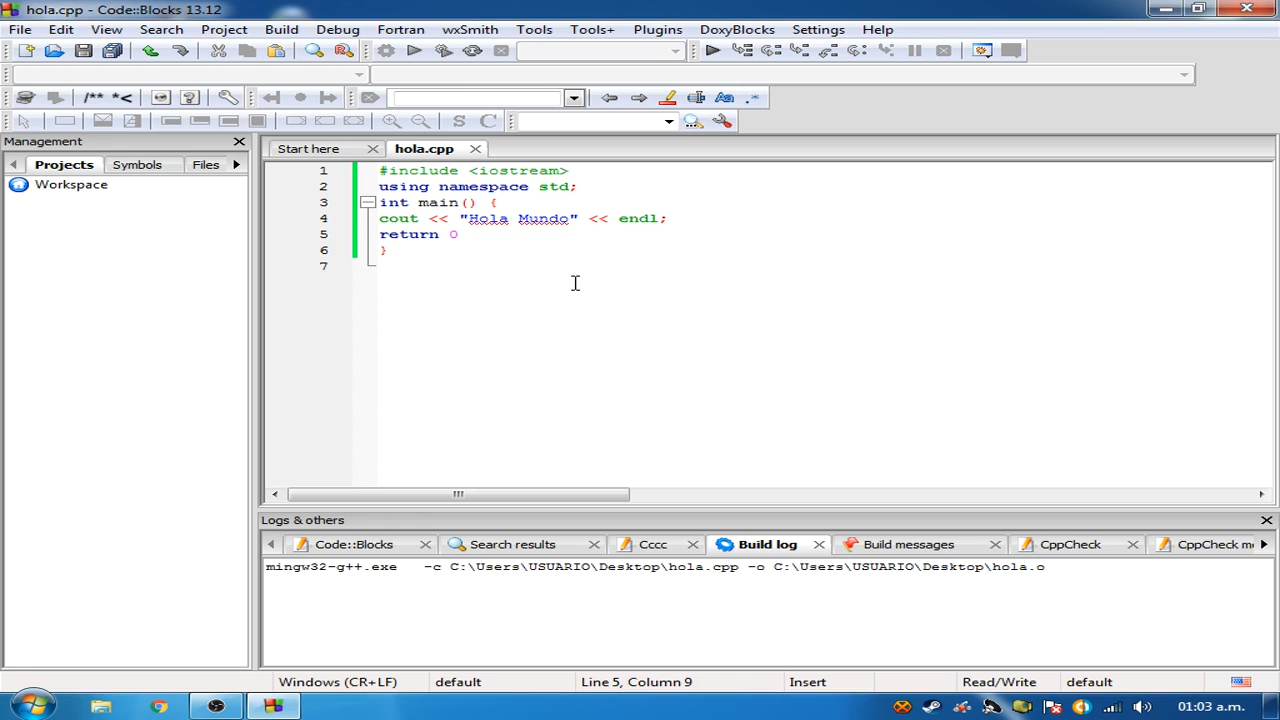 hola.cpp - Code::Blocks 13.12
File Edit View Search Project Build Debug Fortran wxSmith Tools Tools+ Plugins DoxyBlocks Settings Help
/** *<
Aa .*
S C
Management
Projects Symbols Files
Workspace
Start here hola.cpp
1 #include <iostream>
2 using namespace std;
3 int main() {
4 cout << "Hola Mundo" << endl;
5 return 0
6 }
7
Logs & others
Code::Blocks Search results Cccc Build log Build messages CppCheck CppCheck me
mingw32-g++.exe -c C:\Users\USUARIO\Desktop\hola.cpp -o C:\Users\USUARIO\Desktop\hola.o
Windows (CR+LF) default Line 5, Column 9 Insert Read/Write default
01:03 a.m.